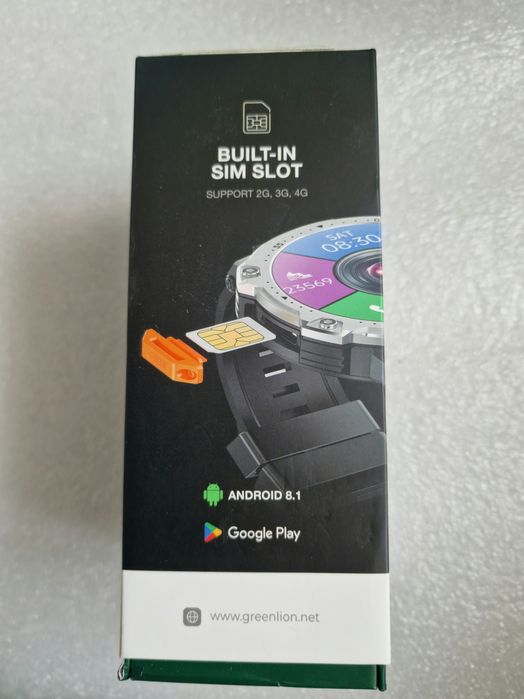 BUILT-IN
SIM SLOT
SUPPORT 2G, 3G, 4G
SAT
08:30
23569
ANDROID 8.1
Google Play
www.greenlion.net